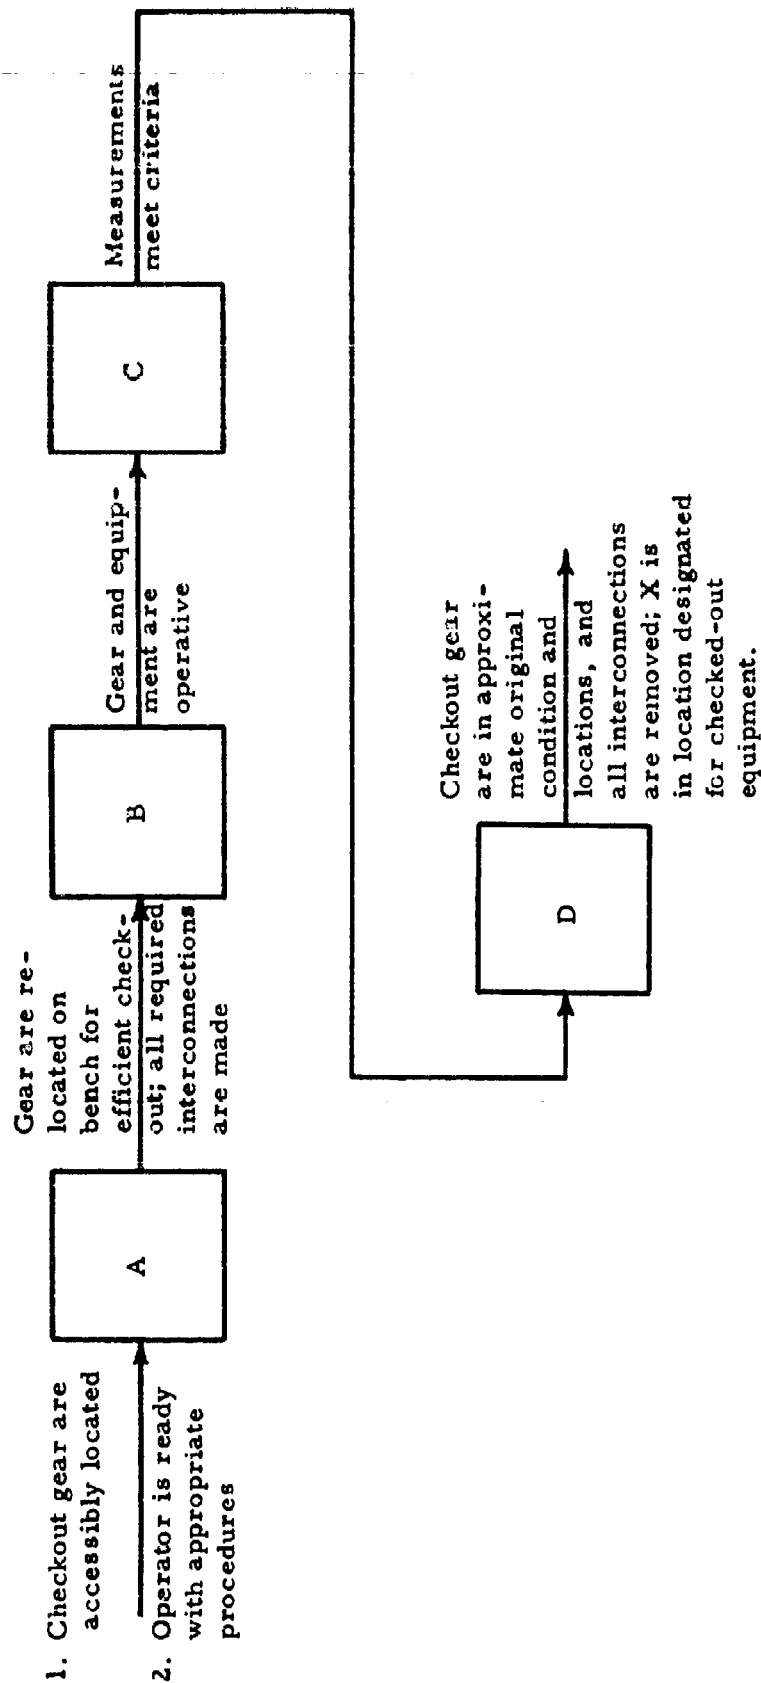 1. Checkout gear are
accessibly located
2. Operator is ready
with appropriate
procedures
A
Gear are re-
located on
bench for
efficient check-
out; all required
interconnections
are made
B
Gear and equip-
ment are
operative
C
Measurements
meet criteria
D
Checkout gear
are in approxi-
mate original
condition and
locations, and
all interconnections
are removed; X is
in location designated
for checked-out
equipment.